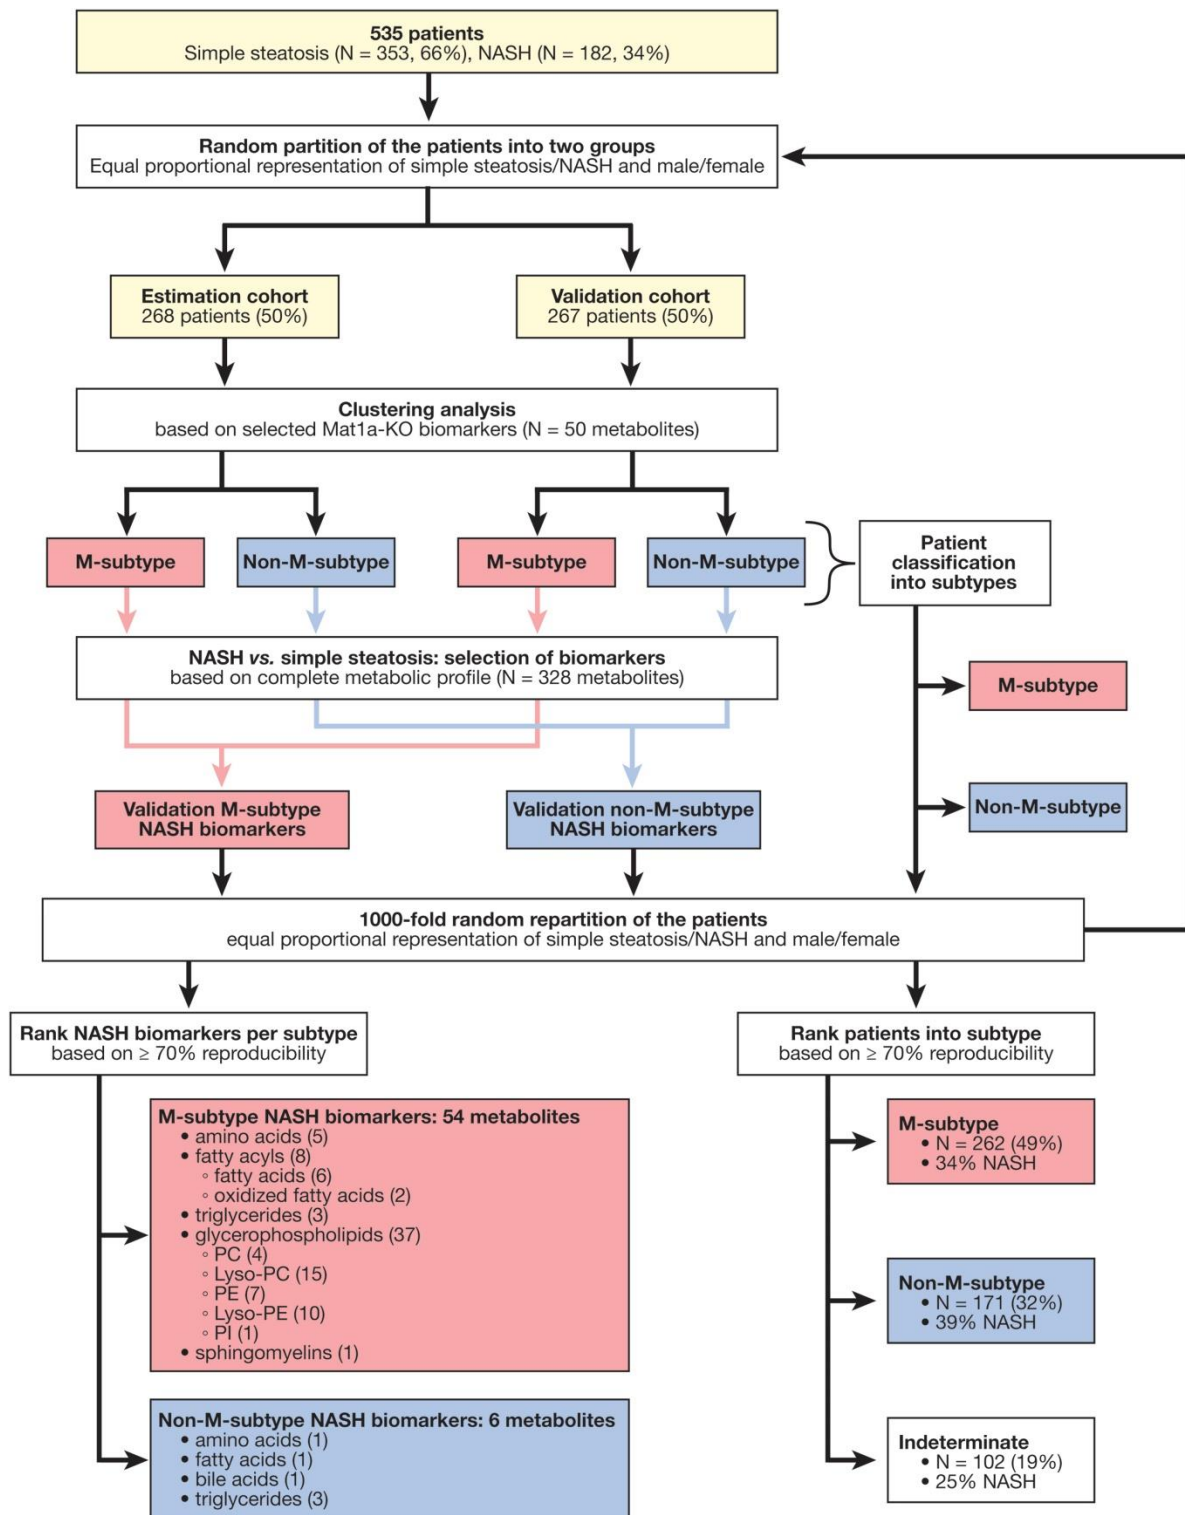 535 patients
Simple steatosis (N = 353, 66%), NASH (N = 182, 34%)
Random partition of the patients into two groups
Equal proportional representation of simple steatosis/NASH and male/female
Estimation cohort
268 patients (50%)
Validation cohort
267 patients (50%)
Clustering analysis
based on selected Mat1a-KO biomarkers (N = 50 metabolites)
M-subtype
Non-M-subtype
M-subtype
Non-M-subtype
Patient
classification
into subtypes
NASH vs. simple steatosis: selection of biomarkers
based on complete metabolic profile (N = 328 metabolites)
M-subtype
Non-M-subtype
Validation M-subtype
NASH biomarkers
Validation non-M-subtype
NASH biomarkers
1000-fold random repartition of the patients
equal proportional representation of simple steatosis/NASH and male/female
Rank NASH biomarkers per subtype
based on ≥ 70% reproducibility
Rank patients into subtype
based on ≥ 70% reproducibility
M-subtype NASH biomarkers: 54 metabolites
• amino acids (5)
• fatty acyls (8)
◦ fatty acids (6)
◦ oxidized fatty acids (2)
• triglycerides (3)
• glycerophospholipids (37)
◦ PC (4)
◦ Lyso-PC (15)
◦ PE (7)
◦ Lyso-PE (10)
◦ PI (1)
• sphingomyelins (1)
Non-M-subtype NASH biomarkers: 6 metabolites
• amino acids (1)
• fatty acids (1)
• bile acids (1)
• triglycerides (3)
M-subtype
• N = 262 (49%)
• 34% NASH
Non-M-subtype
• N = 171 (32%)
• 39% NASH
Indeterminate
• N = 102 (19%)
• 25% NASH